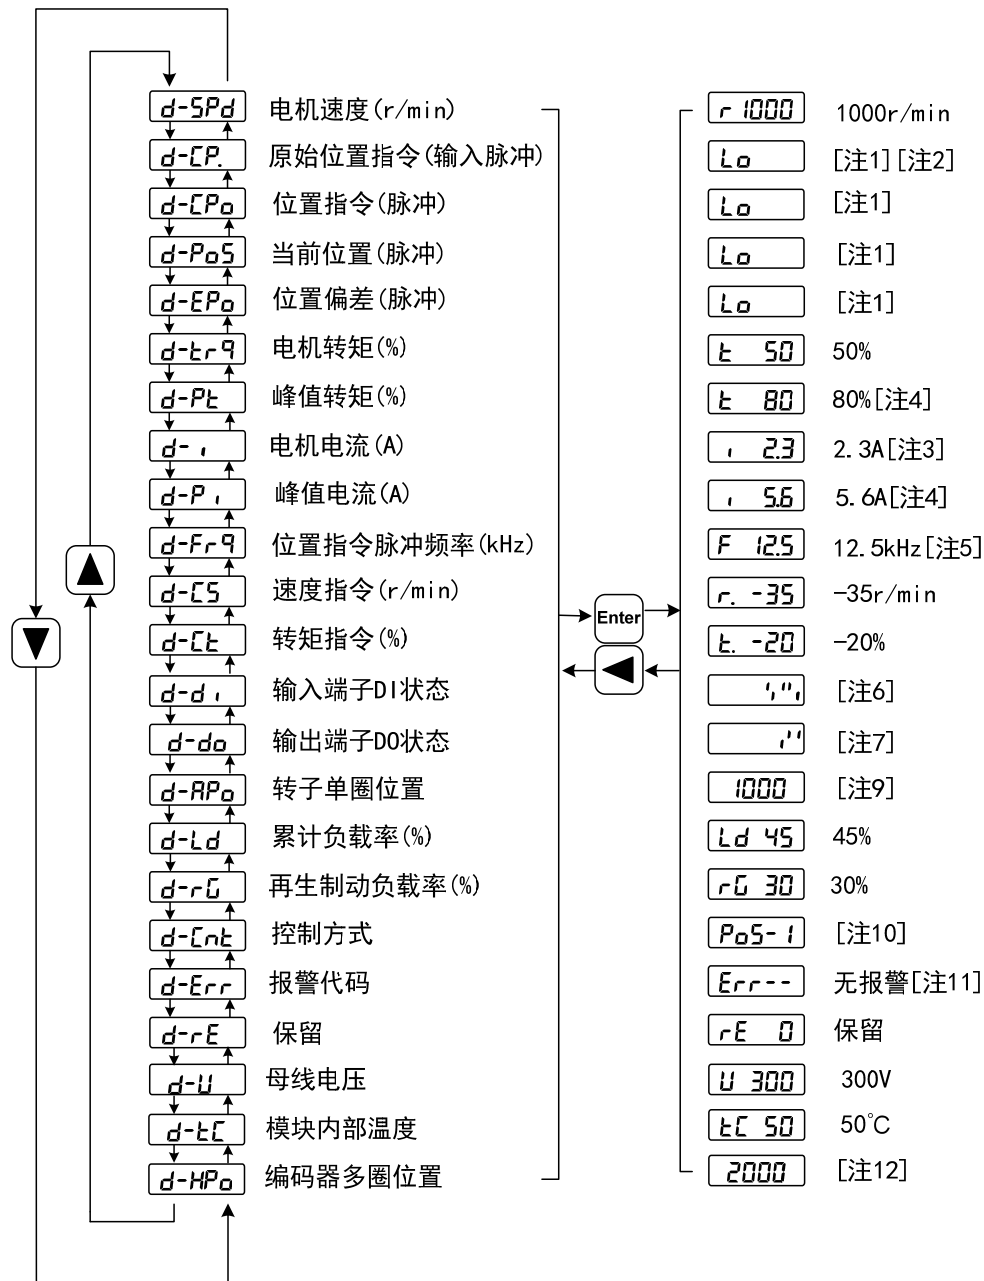 d-SPd 电机速度(r/min) r 1000 1000r/min
d-CP. 原始位置指令(输入脉冲) Lo [注1][注2]
d-CPo 位置指令(脉冲) Lo [注1]
d-PoS 当前位置(脉冲) Lo [注1]
d-EPo 位置偏差(脉冲) Lo [注1]
d-trq 电机转矩(%) t 50 50%
d-Pt 峰值转矩(%) t 80 80%[注4]
d- i 电机电流(A) i 2.3 2.3A[注3]
d-P i 峰值电流(A) i 5.6 5.6A[注4]
d-Frq 位置指令脉冲频率(kHz) F 12.5 12.5kHz[注5]
d-CS 速度指令(r/min) r. -35 -35r/min
Enter
d-Ct 转矩指令(%) t. -20 -20%
d-d i 输入端子DI状态 [注6]
d-do 输出端子DO状态 [注7]
d-APo 转子单圈位置 1000 [注9]
d-Ld 累计负载率(%) Ld 45 45%
d-rG 再生制动负载率(%) rG 30 30%
d-Cnt 控制方式 PoS-1 [注10]
d-Err 报警代码 Err-- 无报警[注11]
d-rE 保留 rE 0 保留
d-U 母线电压 U 300 300V
d-tC 模块内部温度 tC 50 50℃
d-HPo 编码器多圈位置 2000 [注12]